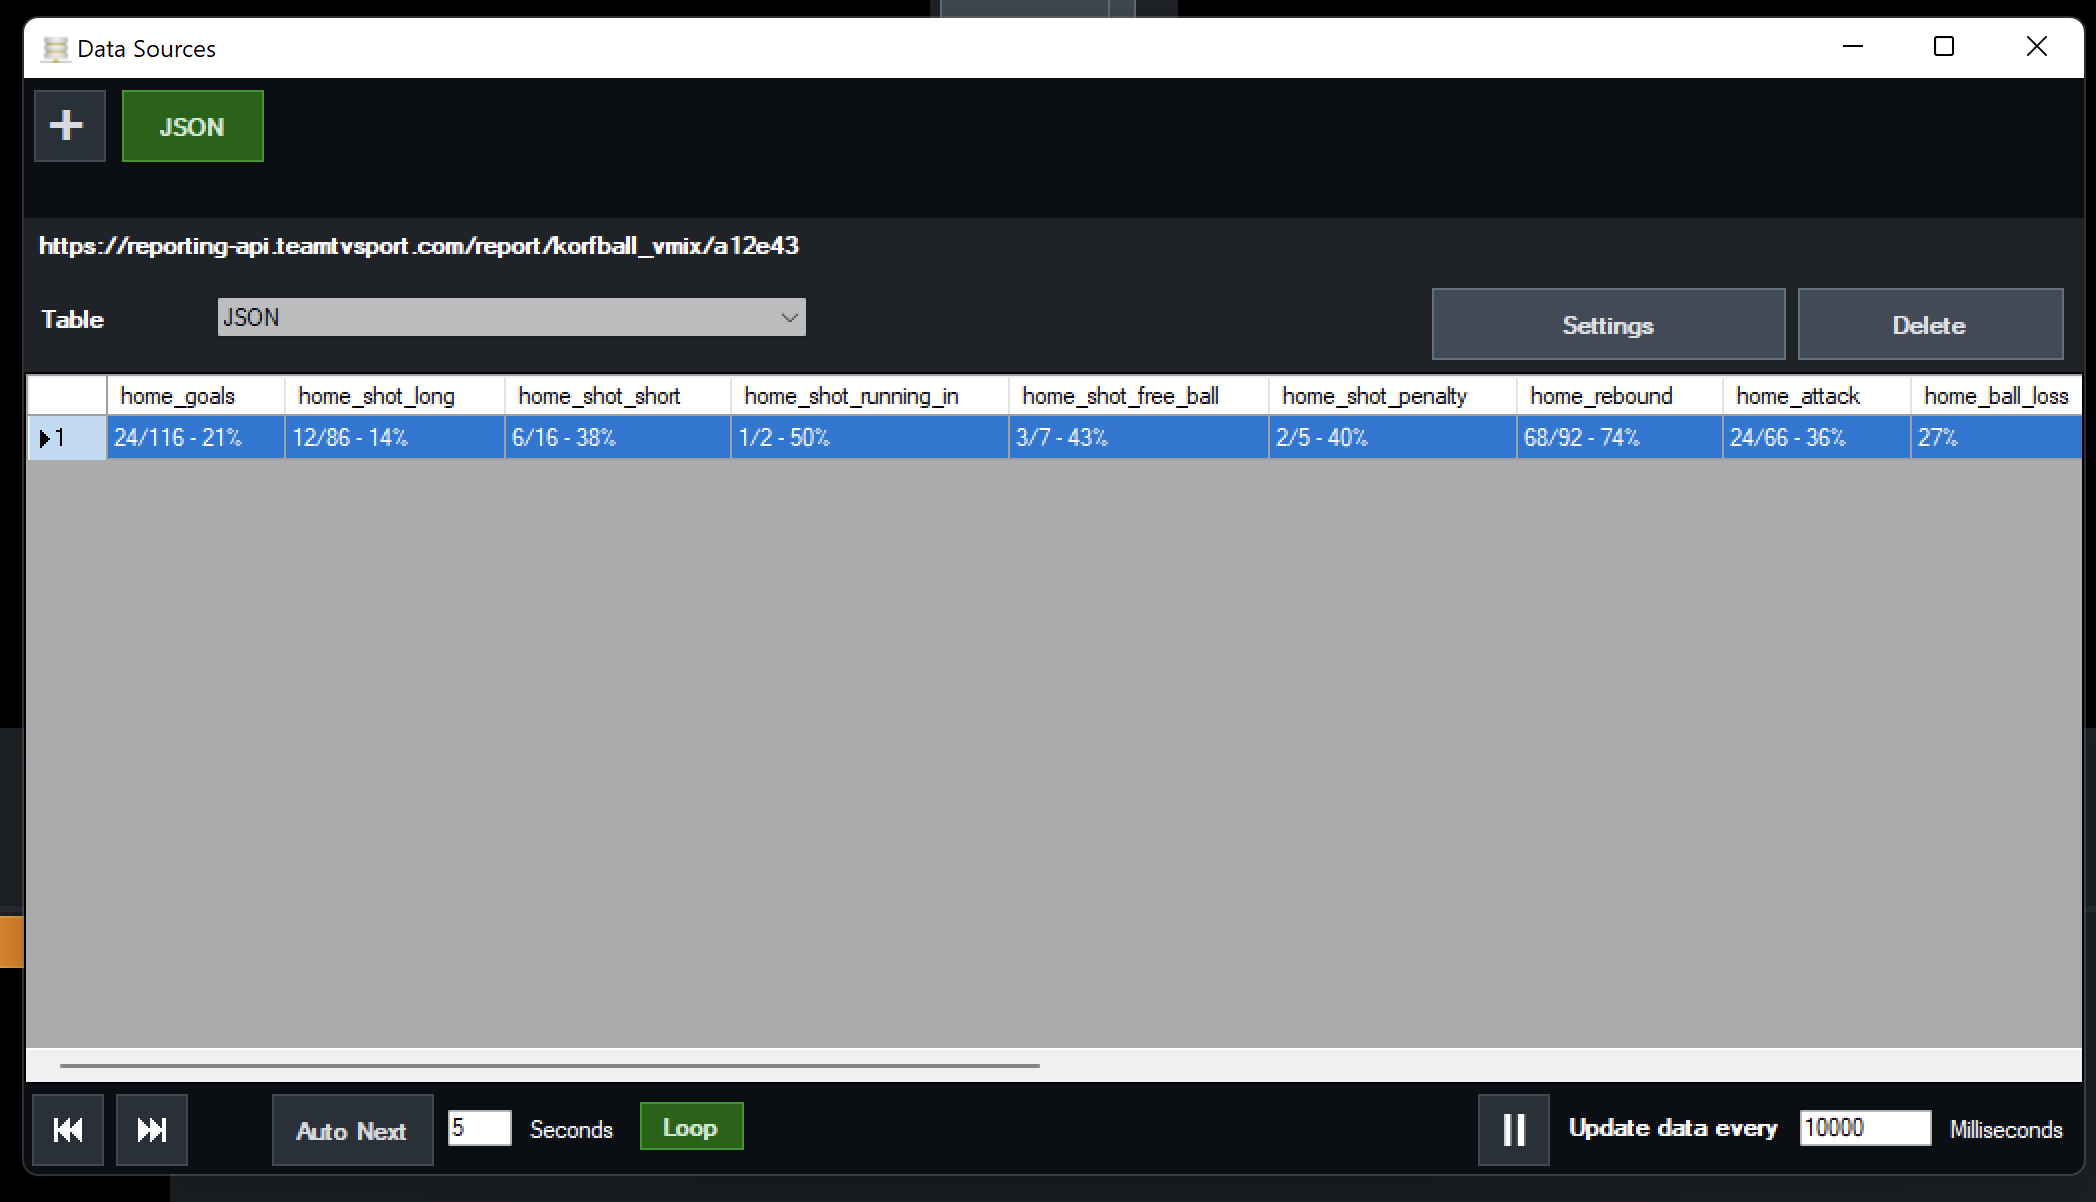 Data Sources
+ JSON
https://reporting-api.teamtvsport.com/report/korfball_vmix/a12e43
Table JSON Settings Delete
home_goals home_shot_long home_shot_short home_shot_running_in home_shot_free_ball home_shot_penalty home_rebound home_attack home_ball_loss
1 24/116 - 21% 12/86 - 14% 6/16 - 38% 1/2 - 50% 3/7 - 43% 2/5 - 40% 68/92 - 74% 24/66 - 36% 27%
Auto Next 5 Seconds Loop Update data every 10000 Milliseconds